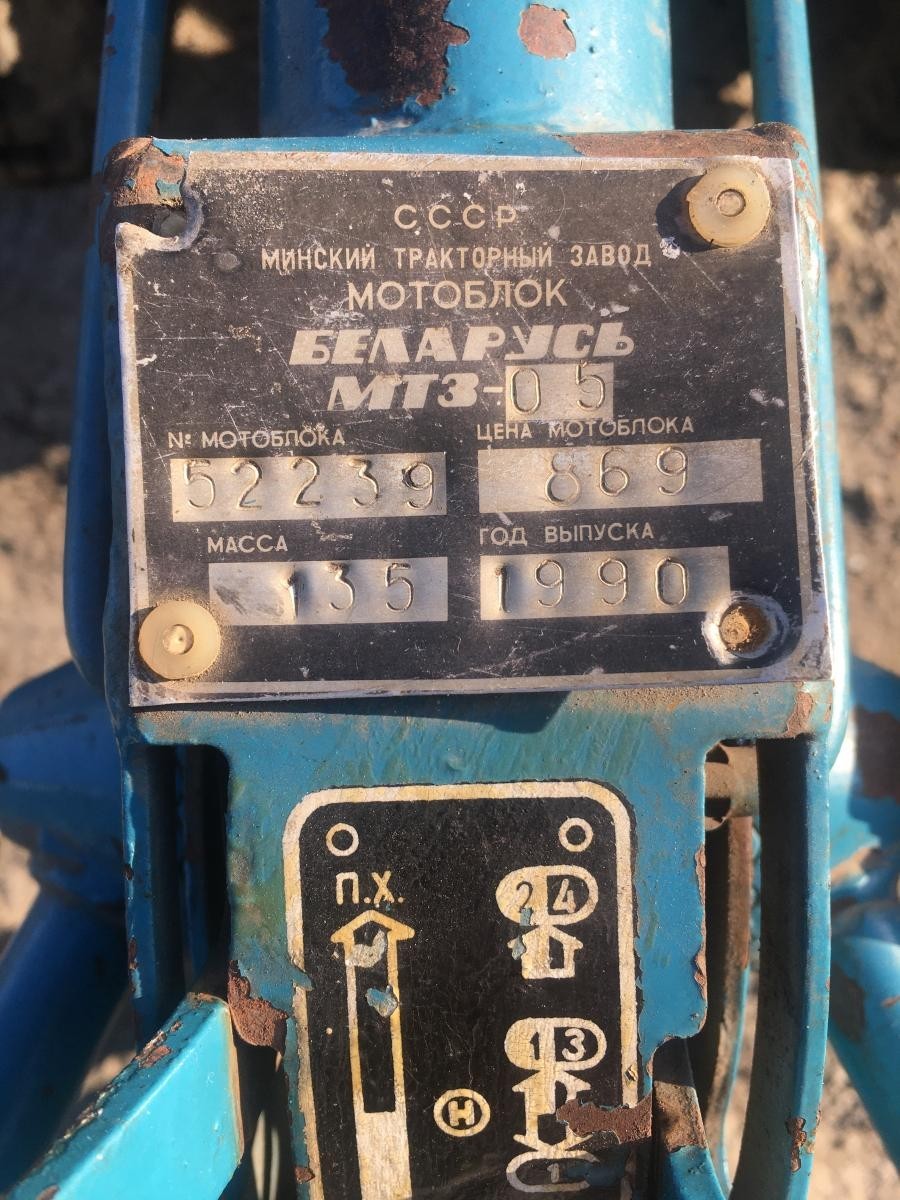 СССР
МИНСКИЙ ТРАКТОРНЫЙ ЗАВОД
МОТОБЛОК
БЕЛАРУСЬ
МТЗ-05
№ МОТОБЛОКА ЦЕНА МОТОБЛОКА
52239 869
МАССА ГОД ВЫПУСКА
135 1990
П.Х. 2 4
1 3
Н
1